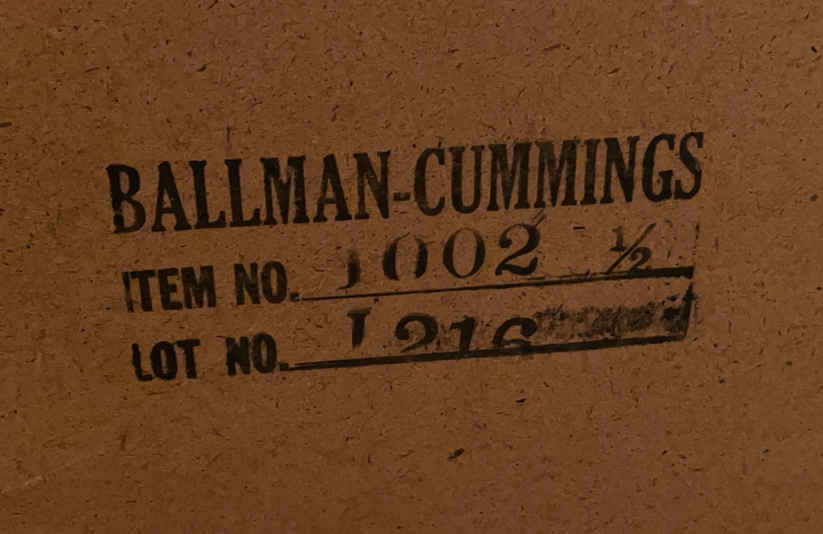 BALLMAN-CUMMINGS
ITEM NO. 1002 - ½
LOT NO. 1216